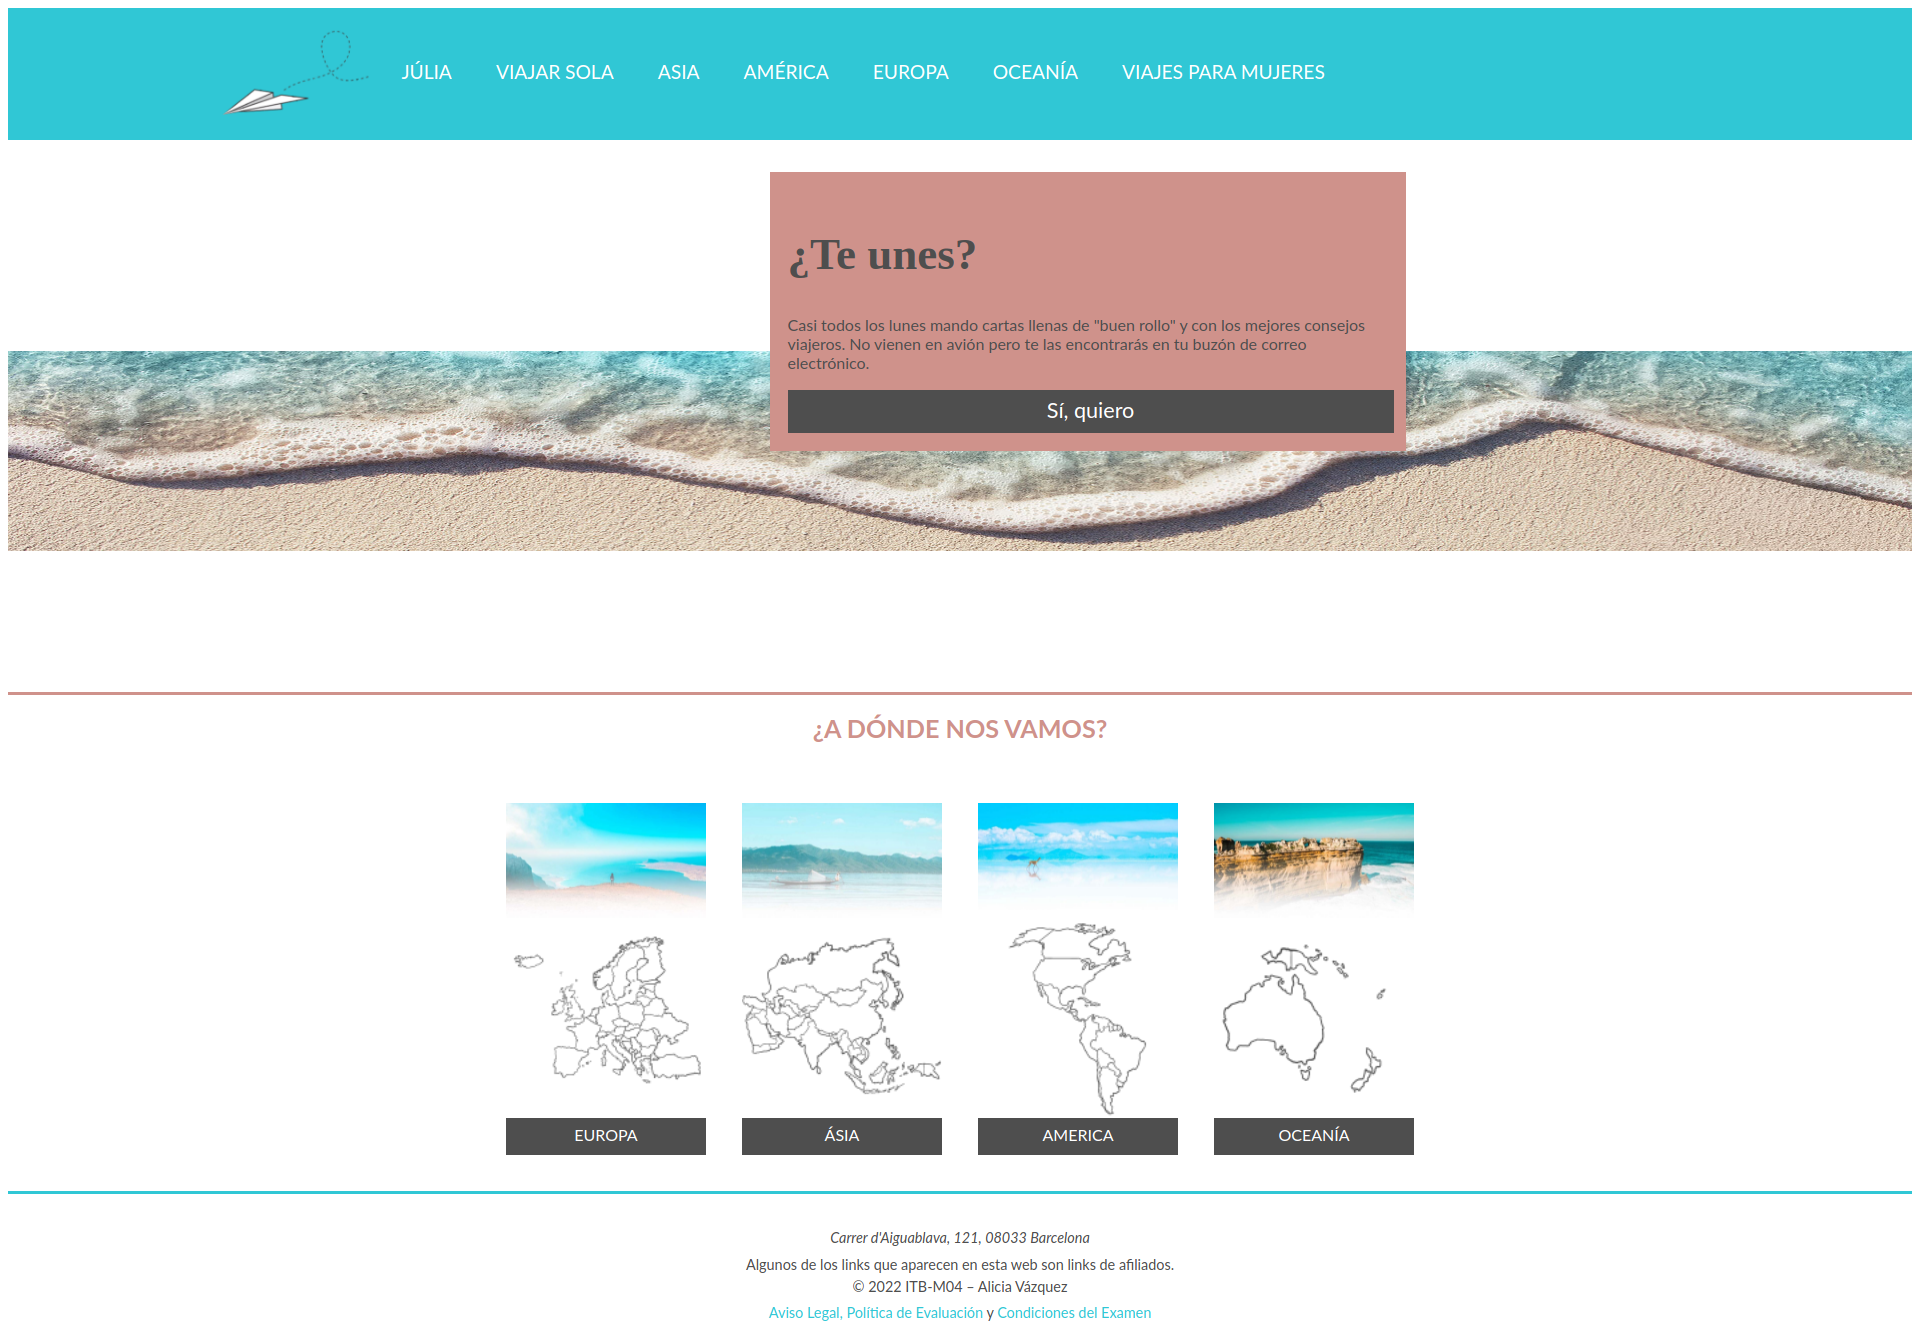 JÚLIA VIAJAR SOLA ASIA AMÉRICA EUROPA OCEANÍA VIAJES PARA MUJERES
¿Te unes?
Casi todos los lunes mando cartas llenas de "buen rollo" y con los mejores consejos
viajeros. No vienen en avión pero te las encontrarás en tu buzón de correo
electrónico.
Sí, quiero
¿A DÓNDE NOS VAMOS?
EUROPA ÁSIA AMERICA OCEANÍA
Carrer d'Aiguablava, 121, 08033 Barcelona
Algunos de los links que aparecen en esta web son links de afiliados.
© 2022 ITB-M04 – Alicia Vázquez
Aviso Legal, Política de Evaluación y Condiciones del Examen